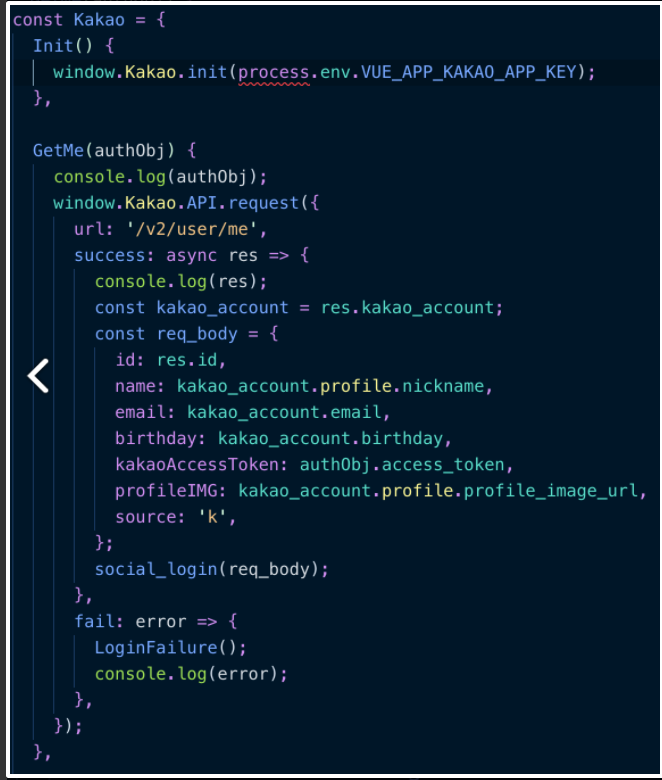 const Kakao = {
  Init() {
    window.Kakao.init(process.env.VUE_APP_KAKAO_APP_KEY);
  },

  GetMe(authObj) {
    console.log(authObj);
    window.Kakao.API.request({
      url: '/v2/user/me',
      success: async res => {
        console.log(res);
        const kakao_account = res.kakao_account;
        const req_body = {
          id: res.id,
          name: kakao_account.profile.nickname,
          email: kakao_account.email,
          birthday: kakao_account.birthday,
          kakaoAccessToken: authObj.access_token,
          profileIMG: kakao_account.profile.profile_image_url,
          source: 'k',
        };
        social_login(req_body);
      },
      fail: error => {
        LoginFailure();
        console.log(error);
      },
    });
  },